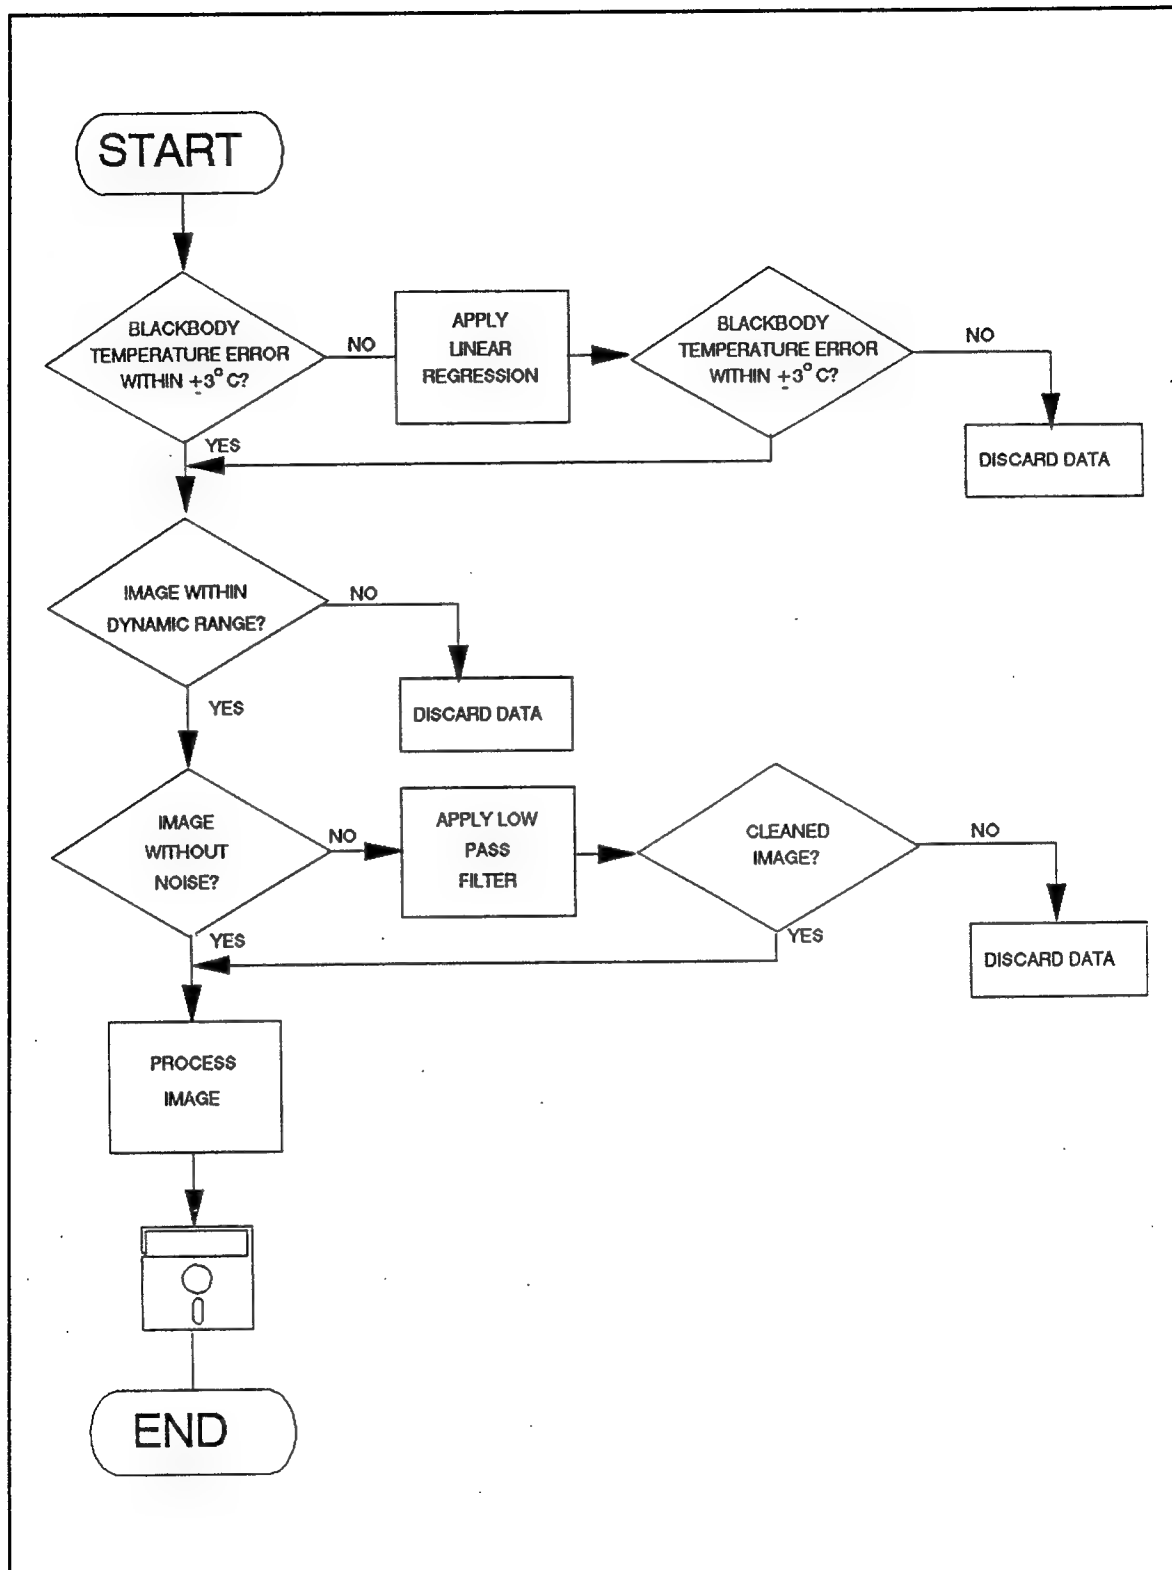 START
BLACKBODY
TEMPERATURE ERROR
WITHIN ±3° C?
NO
APPLY
LINEAR
REGRESSION
BLACKBODY
TEMPERATURE ERROR
WITHIN ±3° C?
NO
DISCARD DATA
YES
IMAGE WITHIN
DYNAMIC RANGE?
NO
DISCARD DATA
YES
IMAGE
WITHOUT
NOISE?
NO
APPLY LOW
PASS
FILTER
CLEANED
IMAGE?
NO
DISCARD DATA
YES
YES
PROCESS
IMAGE
END